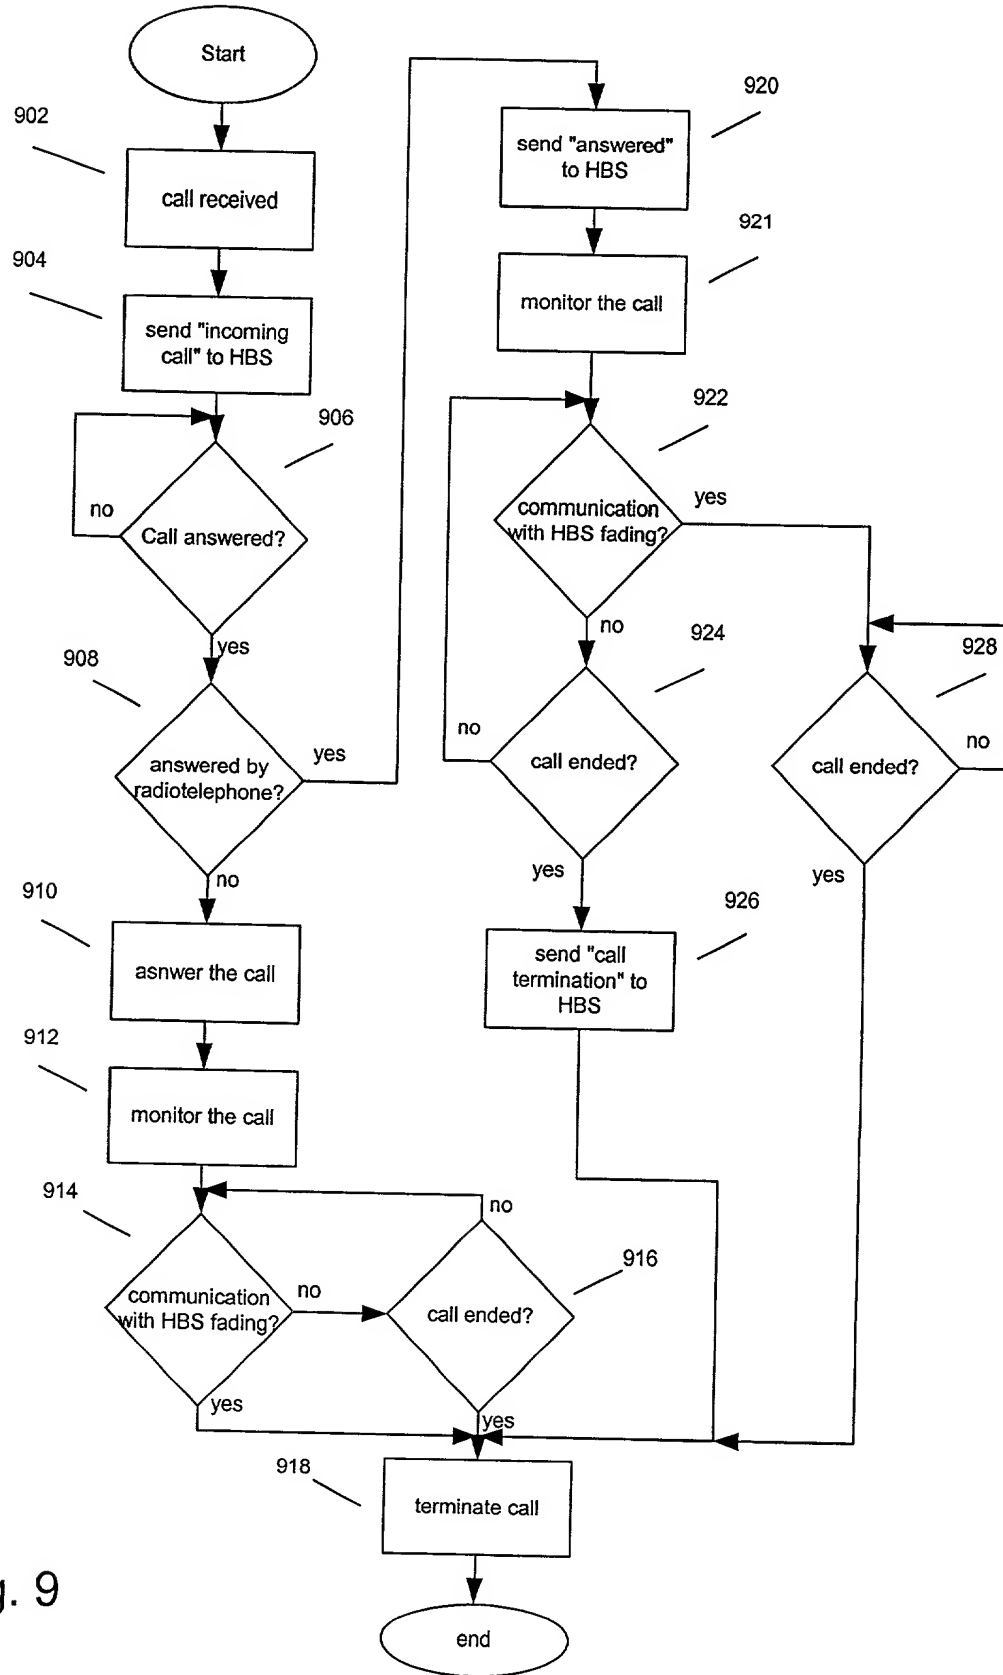 Start
902
call received
904
send "incoming
call" to HBS
906
no
Call answered?
yes
908
answered by
radiotelephone?
yes
no
910
asnwer the call
912
monitor the call
914
communication
with HBS fading?
no
yes
916
no
call ended?
yes
918
terminate call
end
920
send "answered"
to HBS
921
monitor the call
922
communication
with HBS fading?
yes
no
924
no
call ended?
yes
926
send "call
termination" to
HBS
928
no
call ended?
yes
g. 9